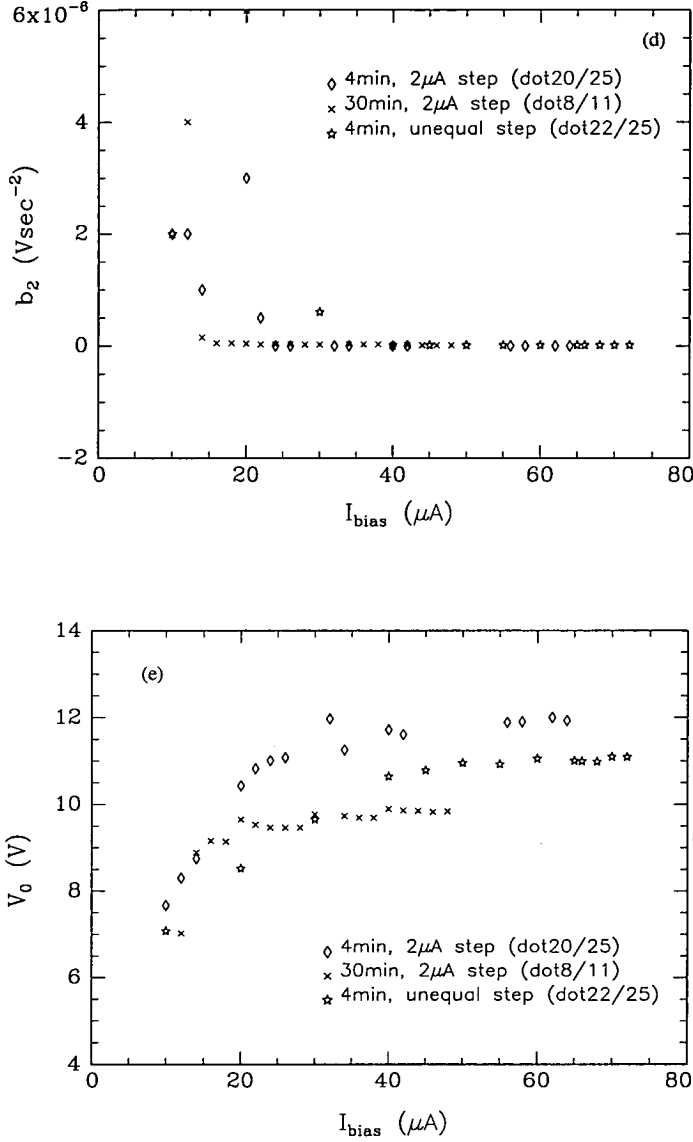 6x10⁻⁶
(d)
4min, 2μA step (dot20/25)
30min, 2μA step (dot8/11)
4min, unequal step (dot22/25)
4
2
0
−2
b₂ (Vsec⁻²)
0 20 40 60 80
I_bias (μA)
14
(e)
12
10
8
6
4
V₀ (V)
4min, 2μA step (dot20/25)
30min, 2μA step (dot8/11)
4min, unequal step (dot22/25)
0 20 40 60 80
I_bias (μA)